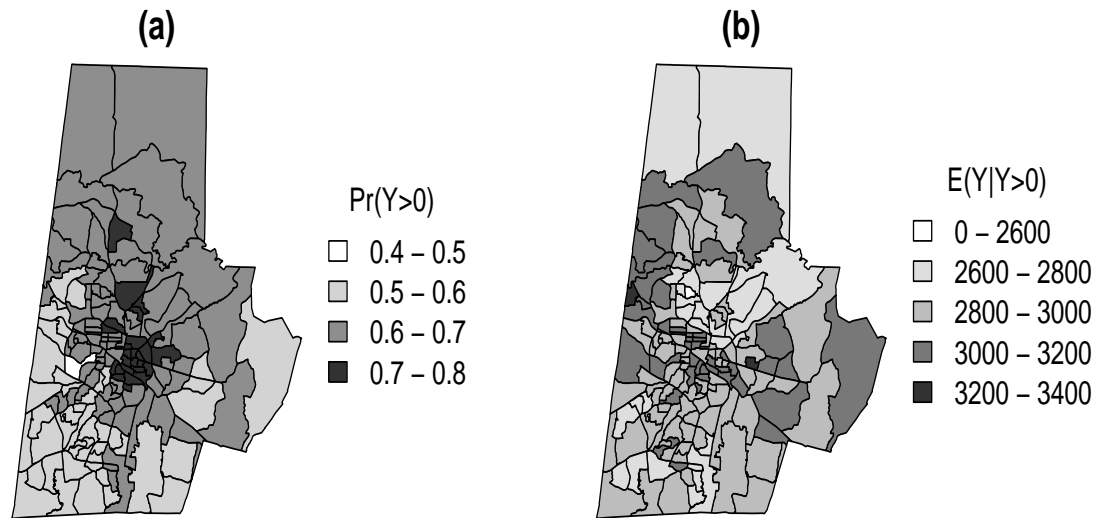 (a)
Pr(Y>0)
0.4 – 0.5
0.5 – 0.6
0.6 – 0.7
0.7 – 0.8
(b)
E(Y|Y>0)
0 – 2600
2600 – 2800
2800 – 3000
3000 – 3200
3200 – 3400